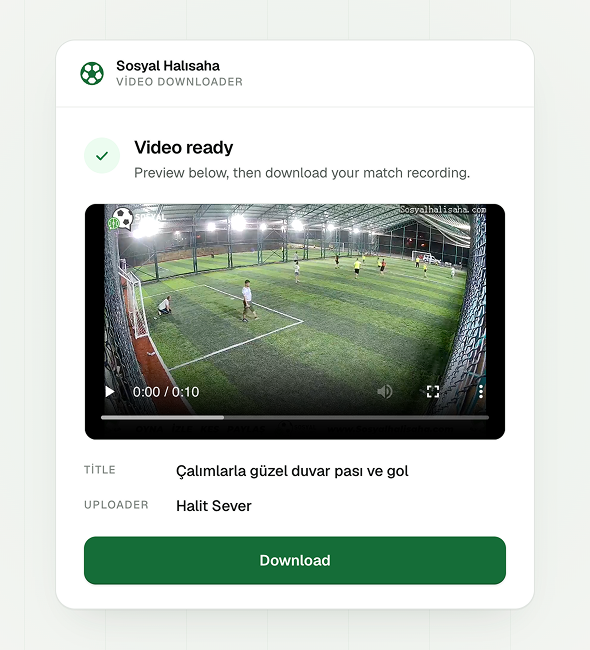 Sosyal Halısaha
VİDEO DOWNLOADER
Video ready
Preview below, then download your match recording.
Sosyalhalisaha.com
0:00 / 0:10
TİTLE
Çalımlarla güzel duvar pası ve gol
UPLOADER
Halit Sever
Download